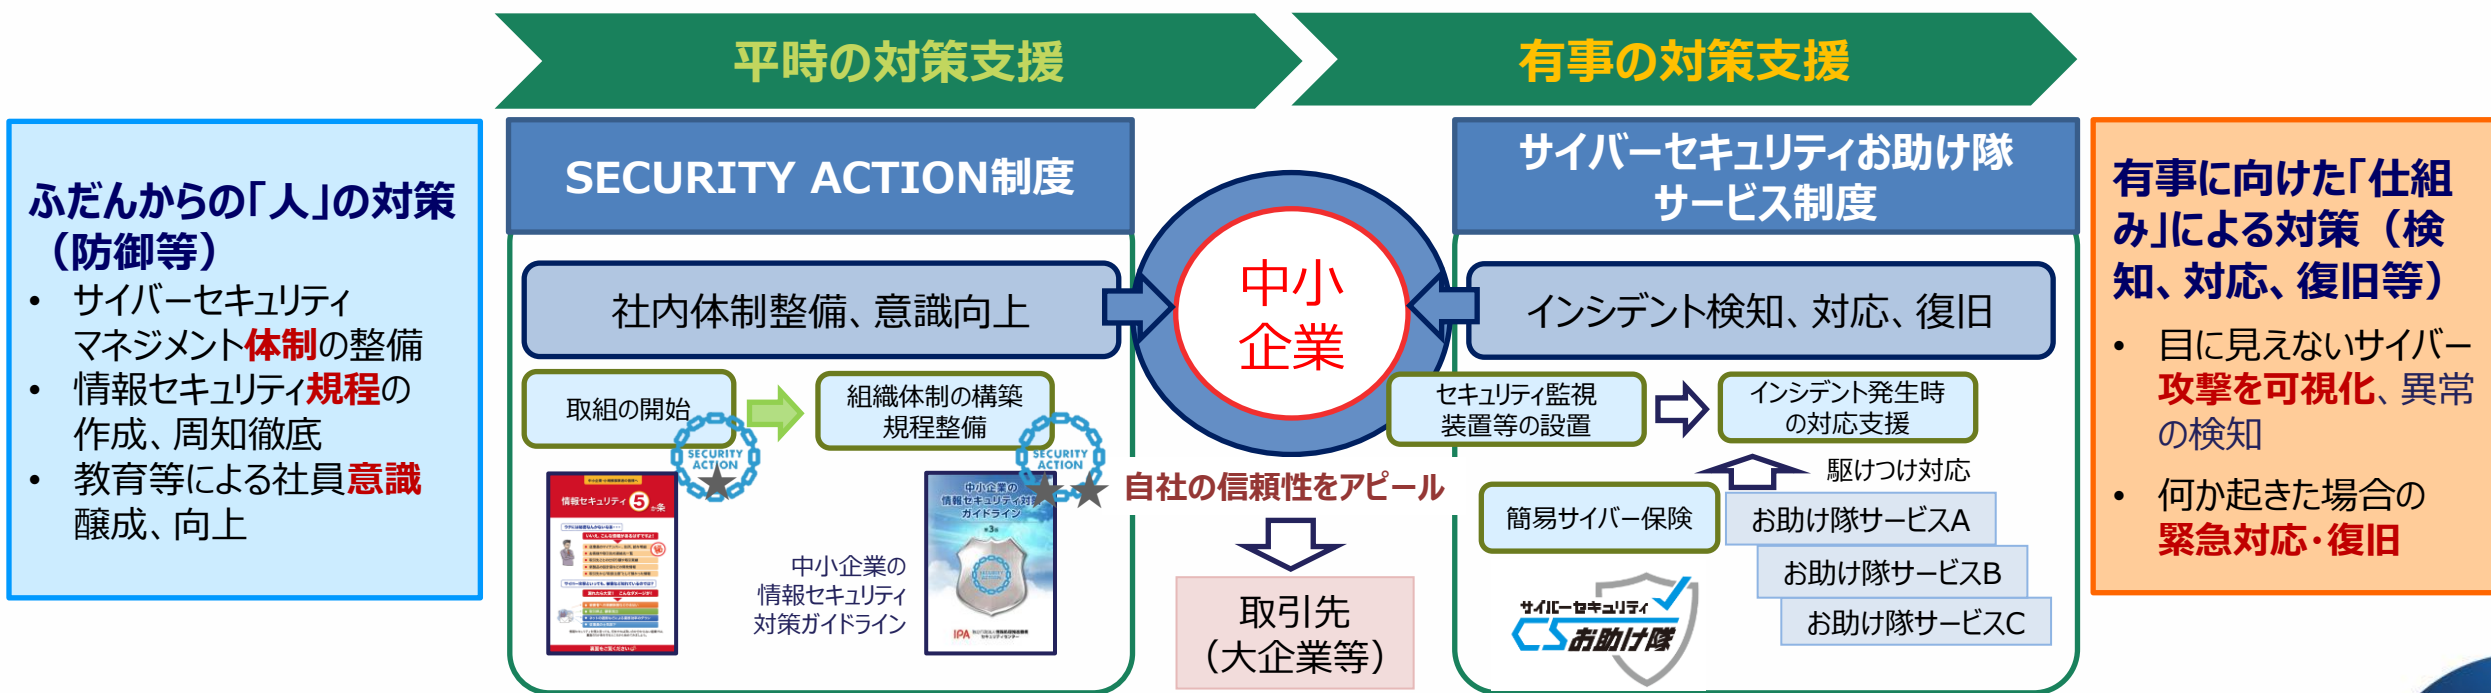 平時の対策支援
有事の対策支援
ふだんからの「人」の対策
（防御等）
• サイバーセキュリティ
マネジメント体制の整備
• 情報セキュリティ規程の
作成、周知徹底
• 教育等による社員意識
醸成、向上
SECURITY ACTION制度
社内体制整備、意識向上
取組の開始
組織体制の構築
規程整備
SECURITY
ACTION
SECURITY
ACTION
情報セキュリティ5か条
中小企業の
情報セキュリティ
対策ガイドライン
中小企業の
情報セキュリティ対策
ガイドライン
第3版
SECURITY
ACTION
IPA
中小
企業
自社の信頼性をアピール
取引先
（大企業等）
サイバーセキュリティお助け隊
サービス制度
インシデント検知、対応、復旧
セキュリティ監視
装置等の設置
インシデント発生時
の対応支援
駆けつけ対応
簡易サイバー保険
お助け隊サービスA
お助け隊サービスB
お助け隊サービスC
サイバーセキュリティ
CSお助け隊
有事に向けた「仕組
み」による対策（検
知、対応、復旧等）
• 目に見えないサイバー
攻撃を可視化、異常
の検知
• 何か起きた場合の
緊急対応・復旧